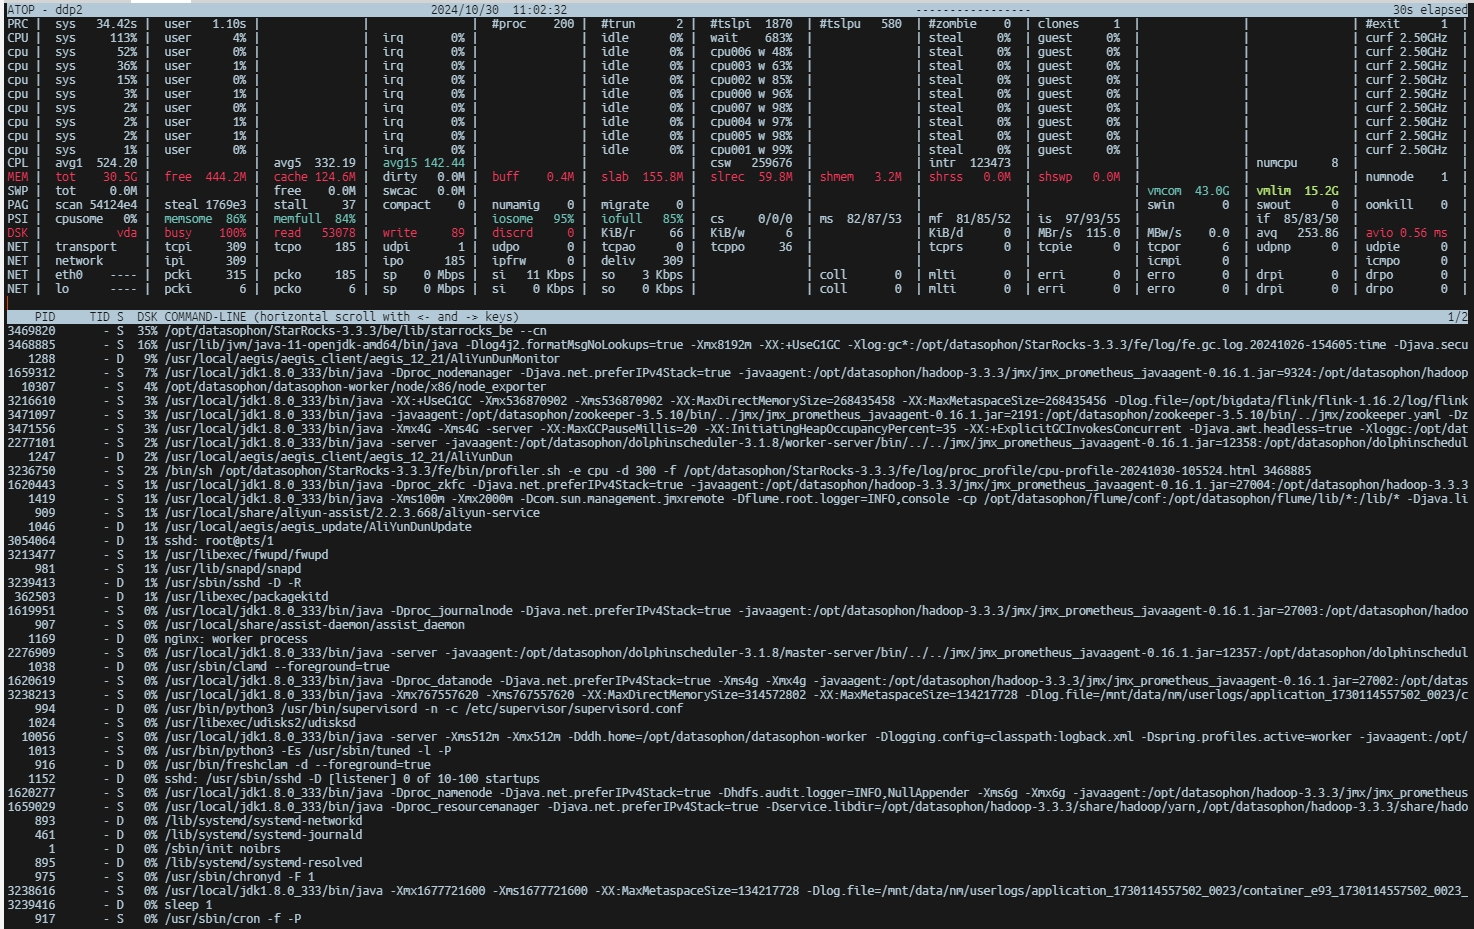 ATOP - ddp2 2024/10/30 11:02:32 ---------------- 30s elapsed
PRC | sys 34.42s | user 1.10s | | | #proc 200 | #trun 2 | #tslpi 1870 | #tslpu 580 | #zombie 0 | clones 1 | | | #exit 1 |
CPU | sys 113% | user 4% | | irq 0% | | idle 0% | wait 683% | | steal 0% | guest 0% | | | curf 2.50GHz |
cpu | sys 52% | user 0% | | irq 0% | | idle 0% | cpu006 w 48% | | steal 0% | guest 0% | | | curf 2.50GHz |
cpu | sys 36% | user 1% | | irq 0% | | idle 0% | cpu003 w 63% | | steal 0% | guest 0% | | | curf 2.50GHz |
cpu | sys 15% | user 0% | | irq 0% | | idle 0% | cpu002 w 85% | | steal 0% | guest 0% | | | curf 2.50GHz |
cpu | sys 3% | user 1% | | irq 0% | | idle 0% | cpu000 w 96% | | steal 0% | guest 0% | | | curf 2.50GHz |
cpu | sys 2% | user 0% | | irq 0% | | idle 0% | cpu007 w 98% | | steal 0% | guest 0% | | | curf 2.50GHz |
cpu | sys 2% | user 1% | | irq 0% | | idle 0% | cpu004 w 97% | | steal 0% | guest 0% | | | curf 2.50GHz |
cpu | sys 2% | user 1% | | irq 0% | | idle 0% | cpu005 w 98% | | steal 0% | guest 0% | | | curf 2.50GHz |
cpu | sys 1% | user 0% | | irq 0% | | idle 0% | cpu001 w 99% | | steal 0% | guest 0% | | | curf 2.50GHz |
CPL | avg1 524.20 | | avg5 332.19 | avg15 142.44 | | | csw 259676 | | intr 123473 | | | numcpu 8 | |
MEM | tot 30.5G | free 444.2M | cache 124.6M | dirty 0.0M | buff 0.4M | slab 155.8M | slrec 59.8M | shmem 3.2M | shrss 0.0M | shswp 0.0M | | | numnode 1 |
SWP | tot 0.0M | | free 0.0M | swcac 0.0M | | | | | | | vmcom 43.0G | vmlim 15.2G | |
PAG | scan 54124e4 | steal 1769e3 | stall 37 | compact 0 | numamig 0 | migrate 0 | | | | | swin 0 | swout 0 | oomkill 0 |
PSI | cpusome 0% | memsome 86% | memfull 84% | | iosome 95% | iofull 85% | cs 0/0/0 | ms 82/87/53 | mf 81/85/52 | is 97/93/55 | | if 85/83/50 | |
DSK | vda | busy 100% | read 53078 | write 89 | discrd 0 | KiB/r 66 | KiB/w 6 | | KiB/d 0 | MBr/s 115.0 | MBw/s 0.0 | avq 253.86 | avio 0.56 ms |
NET | transport | tcpi 309 | tcpo 185 | udpi 1 | udpo 0 | tcpao 0 | tcppo 36 | | tcprs 0 | tcpie 0 | tcpor 6 | udpnp 0 | udpie 0 |
NET | network | ipi 309 | | ipo 185 | ipfrw 0 | deliv 309 | | | | | icmpi 0 | | icmpo 0 |
NET | eth0 ---- | pcki 315 | pcko 185 | sp 0 Mbps | si 11 Kbps | so 3 Kbps | | coll 0 | mlti 0 | erri 0 | erro 0 | drpi 0 | drpo 0 |
NET | lo ---- | pcki 6 | pcko 6 | sp 0 Mbps | si 0 Kbps | so 0 Kbps | | coll 0 | mlti 0 | erri 0 | erro 0 | drpi 0 | drpo 0 |
PID TID S DSK COMMAND-LINE (horizontal scroll with <- and -> keys) 1/2
3469820 - S 35% /opt/datasophon/StarRocks-3.3.3/be/lib/starrocks_be --cn
3468885 - S 16% /usr/lib/jvm/java-11-openjdk-amd64/bin/java -Dlog4j2.formatMsgNoLookups=true -Xmx8192m -XX:+UseG1GC -Xlog:gc*:/opt/datasophon/StarRocks-3.3.3/fe/log/fe.gc.log.20241026-154605:time -Djava.secu
1288 - D 9% /usr/local/aegis/aegis_client/aegis_12_21/AliYunDunMonitor
1659312 - S 7% /usr/local/jdk1.8.0_333/bin/java -Dproc_nodemanager -Djava.net.preferIPv4Stack=true -javaagent:/opt/datasophon/hadoop-3.3.3/jmx/jmx_prometheus_javaagent-0.16.1.jar=9324:/opt/datasophon/hadoop
10307 - S 4% /opt/datasophon/datasophon-worker/node/x86/node_exporter
3216610 - S 3% /usr/local/jdk1.8.0_333/bin/java -XX:+UseG1GC -Xmx536870902 -Xms536870902 -XX:MaxDirectMemorySize=268435458 -XX:MaxMetaspaceSize=268435456 -Dlog.file=/opt/bigdata/flink/flink-1.16.2/log/flink
3471097 - S 3% /usr/local/jdk1.8.0_333/bin/java -javaagent:/opt/datasophon/zookeeper-3.5.10/bin/../jmx/jmx_prometheus_javaagent-0.16.1.jar=2191:/opt/datasophon/zookeeper-3.5.10/bin/../jmx/zookeeper.yaml -Dz
3471556 - S 3% /usr/local/jdk1.8.0_333/bin/java -Xmx4G -Xms4G -server -XX:MaxGCPauseMillis=20 -XX:InitiatingHeapOccupancyPercent=35 -XX:+ExplicitGCInvokesConcurrent -Djava.awt.headless=true -Xloggc:/opt/dat
2277101 - S 2% /usr/local/jdk1.8.0_333/bin/java -server -javaagent:/opt/datasophon/dolphinscheduler-3.1.8/worker-server/bin/../../jmx/jmx_prometheus_javaagent-0.16.1.jar=12358:/opt/datasophon/dolphinschedul
1247 - D 2% /usr/local/aegis/aegis_client/aegis_12_21/AliYunDun
3236750 - S 2% /bin/sh /opt/datasophon/StarRocks-3.3.3/fe/bin/profiler.sh -e cpu -d 300 -f /opt/datasophon/StarRocks-3.3.3/fe/log/proc_profile/cpu-profile-20241030-105524.html 3468885
1620443 - S 1% /usr/local/jdk1.8.0_333/bin/java -Dproc_zkfc -Djava.net.preferIPv4Stack=true -javaagent:/opt/datasophon/hadoop-3.3.3/jmx/jmx_prometheus_javaagent-0.16.1.jar=27004:/opt/datasophon/hadoop-3.3.3
1419 - S 1% /usr/local/jdk1.8.0_333/bin/java -Xms100m -Xmx2000m -Dcom.sun.management.jmxremote -Dflume.root.logger=INFO,console -cp /opt/datasophon/flume/conf:/opt/datasophon/flume/lib/*:/lib/* -Djava.li
909 - S 1% /usr/local/share/aliyun-assist/2.2.3.668/aliyun-service
1046 - D 1% /usr/local/aegis/aegis_update/AliYunDunUpdate
3054064 - D 1% sshd: root@pts/1
3213477 - S 1% /usr/libexec/fwupd/fwupd
981 - S 1% /usr/lib/snapd/snapd
3239413 - D 1% /usr/sbin/sshd -D -R
362503 - D 1% /usr/libexec/packagekitd
1619951 - S 0% /usr/local/jdk1.8.0_333/bin/java -Dproc_journalnode -Djava.net.preferIPv4Stack=true -javaagent:/opt/datasophon/hadoop-3.3.3/jmx/jmx_prometheus_javaagent-0.16.1.jar=27003:/opt/datasophon/hadoo
907 - S 0% /usr/local/share/assist-daemon/assist_daemon
1169 - D 0% nginx: worker process
2276909 - S 0% /usr/local/jdk1.8.0_333/bin/java -server -javaagent:/opt/datasophon/dolphinscheduler-3.1.8/master-server/bin/../../jmx/jmx_prometheus_javaagent-0.16.1.jar=12357:/opt/datasophon/dolphinschedul
1038 - D 0% /usr/sbin/clamd --foreground=true
1620619 - S 0% /usr/local/jdk1.8.0_333/bin/java -Dproc_datanode -Djava.net.preferIPv4Stack=true -Xms4g -Xmx4g -javaagent:/opt/datasophon/hadoop-3.3.3/jmx/jmx_prometheus_javaagent-0.16.1.jar=27002:/opt/datas
3238213 - S 0% /usr/local/jdk1.8.0_333/bin/java -Xmx767557620 -Xms767557620 -XX:MaxDirectMemorySize=314572802 -XX:MaxMetaspaceSize=134217728 -Dlog.file=/mnt/data/nm/userlogs/application_1730114557502_0023/c
994 - D 0% /usr/bin/python3 /usr/bin/supervisord -n -c /etc/supervisor/supervisord.conf
1024 - S 0% /usr/libexec/udisks2/udisksd
10056 - S 0% /usr/local/jdk1.8.0_333/bin/java -server -Xms512m -Xmx512m -Dddh.home=/opt/datasophon/datasophon-worker -Dlogging.config=classpath:logback.xml -Dspring.profiles.active=worker -javaagent:/opt/
1013 - S 0% /usr/bin/python3 -Es /usr/sbin/tuned -l -P
916 - D 0% /usr/bin/freshclam -d --foreground=true
1152 - D 0% sshd: /usr/sbin/sshd -D [listener] 0 of 10-100 startups
1620277 - S 0% /usr/local/jdk1.8.0_333/bin/java -Dproc_namenode -Djava.net.preferIPv4Stack=true -Dhdfs.audit.logger=INFO,NullAppender -Xms6g -Xmx6g -javaagent:/opt/datasophon/hadoop-3.3.3/jmx/jmx_prometheus
1659029 - S 0% /usr/local/jdk1.8.0_333/bin/java -Dproc_resourcemanager -Djava.net.preferIPv4Stack=true -Dservice.libdir=/opt/datasophon/hadoop-3.3.3/share/hadoop/yarn,/opt/datasophon/hadoop-3.3.3/share/hado
893 - D 0% /lib/systemd/systemd-networkd
461 - D 0% /lib/systemd/systemd-journald
1 - D 0% /sbin/init noibrs
895 - D 0% /lib/systemd/systemd-resolved
975 - S 0% /usr/sbin/chronyd -F 1
3238616 - S 0% /usr/local/jdk1.8.0_333/bin/java -Xmx1677721600 -Xms1677721600 -XX:MaxMetaspaceSize=134217728 -Dlog.file=/mnt/data/nm/userlogs/application_1730114557502_0023/container_e93_1730114557502_0023_
3239416 - D 0% sleep 1
917 - S 0% /usr/sbin/cron -f -P